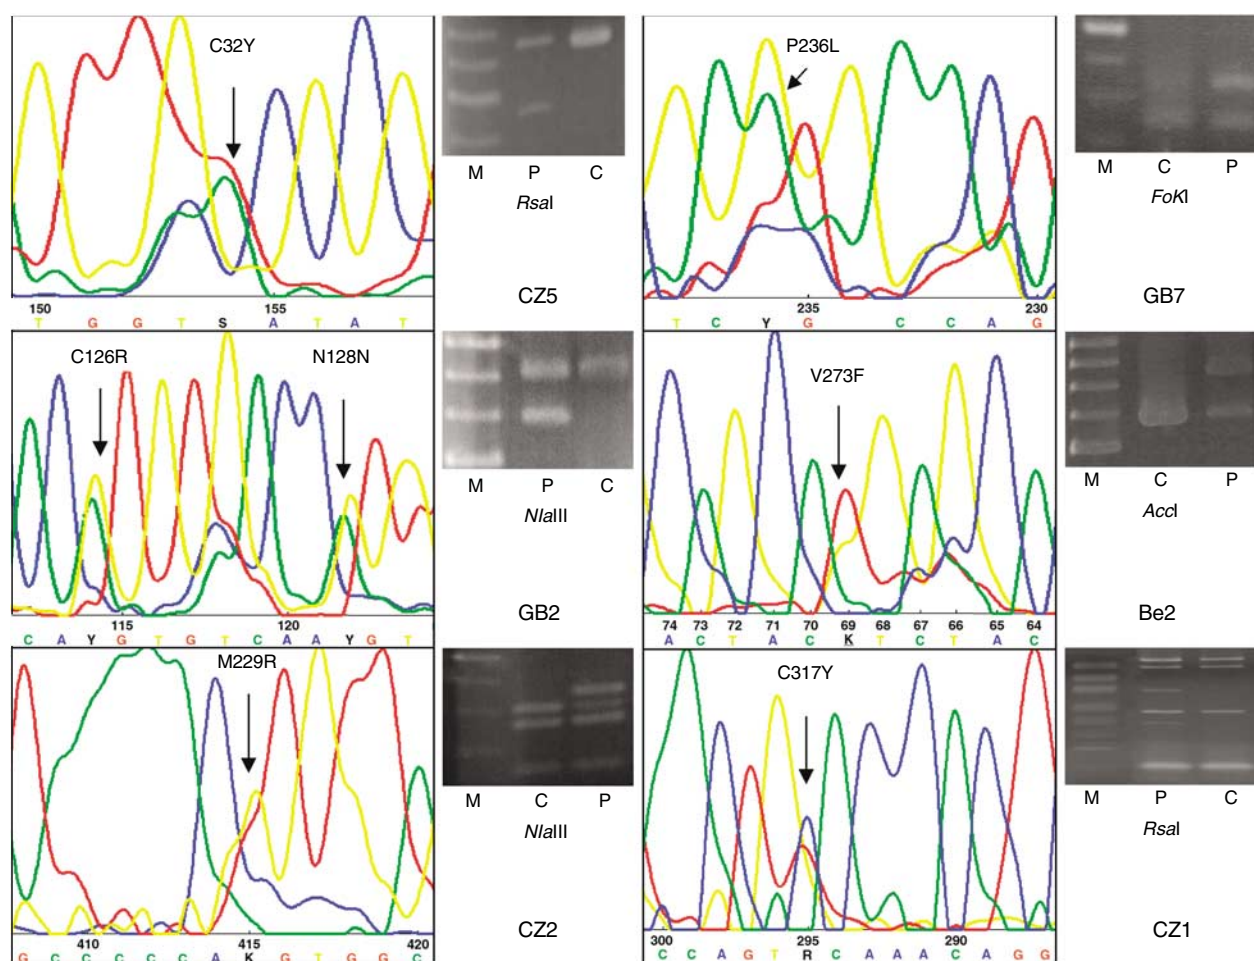 C32Y
M P C
RsaI
CZ5
150 155
T G G T S A T A T
P236L
M C P
FoKI
GB7
235 230
T C Y G C C A G
C126R N128N
M P C
NlaIII
GB2
115 120
C A Y G T G T C A A Y G T
V273F
M C P
AccI
Be2
74 73 72 71 70 69 68 67 66 65 64
A C T A C K T C T A C
M229R
M C P
NlaIII
CZ2
410 415 420
G C C C C C A K G T G G C
C317Y
M P C
RsaI
CZ1
300 295 290
C C A G T R C A A A C A G G